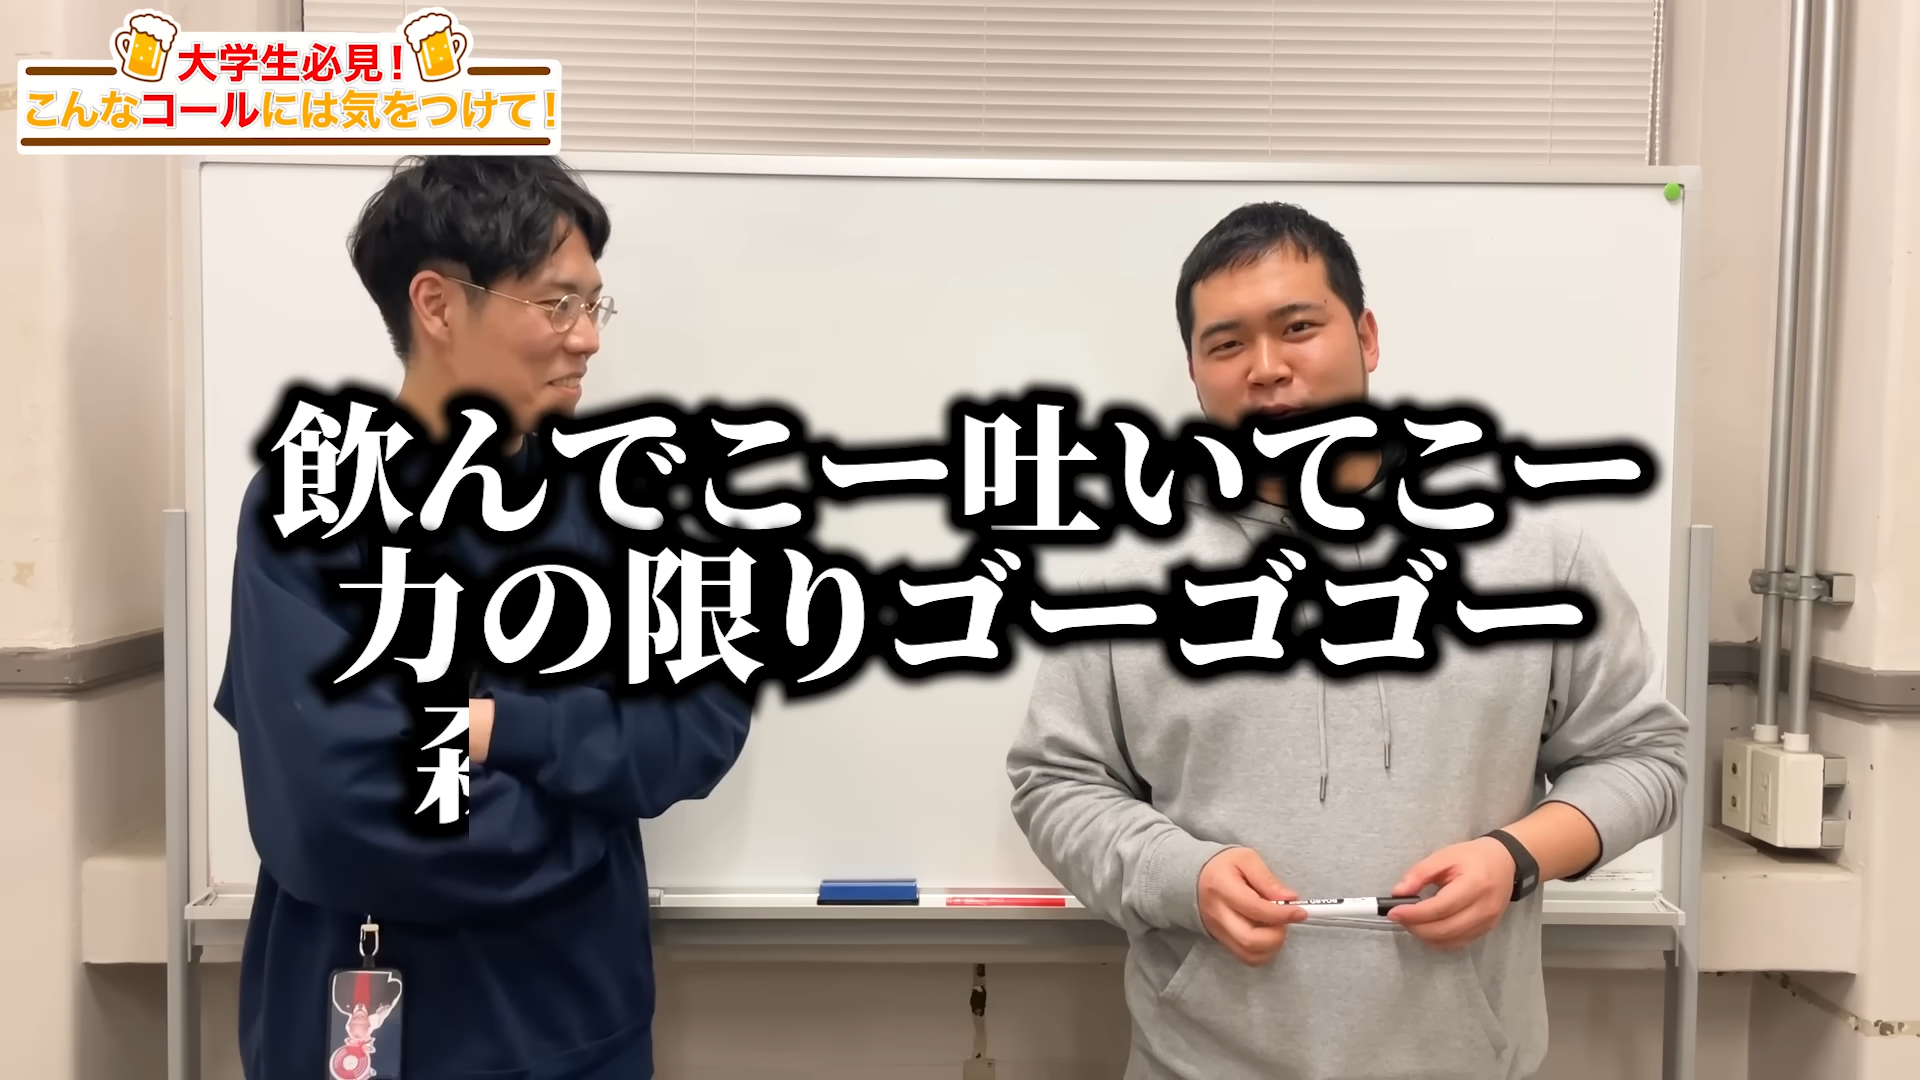 大学生必見！
こんなコールには気をつけて！
飲んでこー吐いてこー
力の限りゴーゴゴー